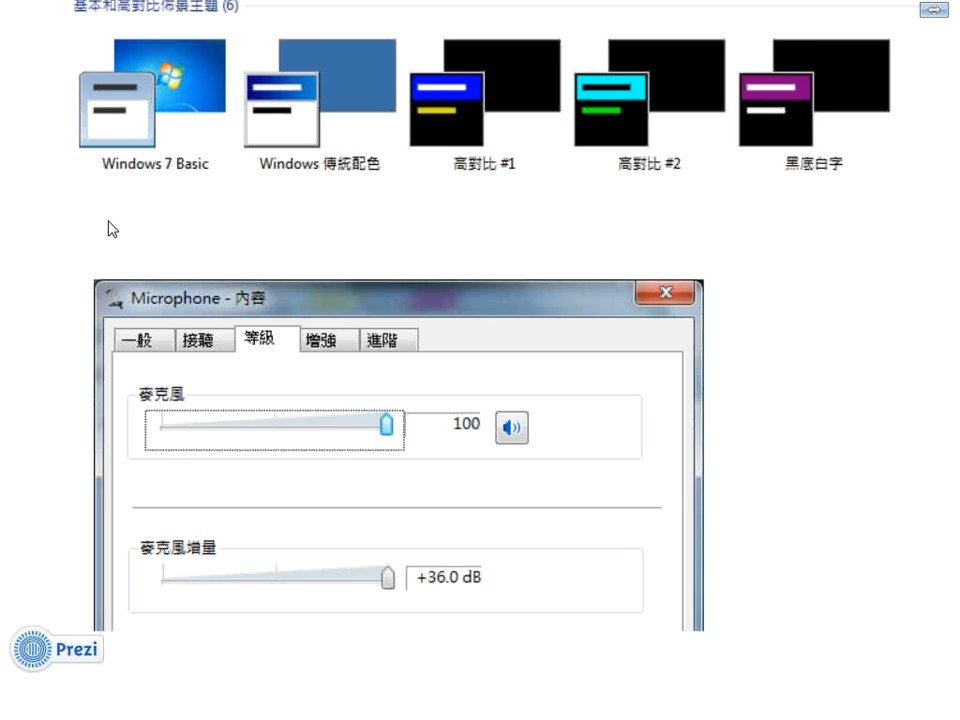 基本和高對比佈景主題 (6)
Windows 7 Basic
Windows 傳統配色
高對比 #1
高對比 #2
黑底白字
Microphone - 內容
一般
接聽
等級
增強
進階
麥克風
100
麥克風增量
+36.0 dB
Prezi